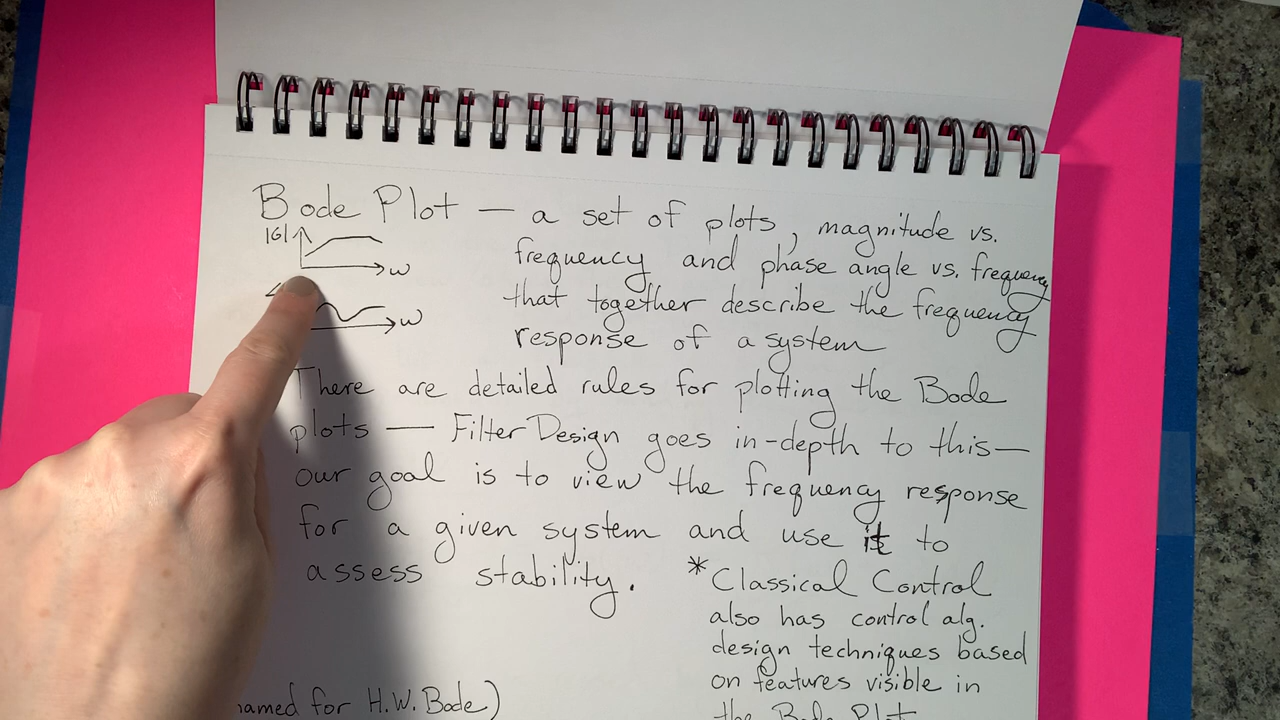 Bode Plot — a set of plots, magnitude vs.
frequency and phase angle vs. frequency
that together describe the frequency
response of a system
|G|
ω
ω
There are detailed rules for plotting the Bode
plots — Filter Design goes in-depth to this —
our goal is to view the frequency response
for a given system and use it to
assess stability.
* Classical Control
also has control alg.
design techniques based
on features visible in
the Bode Plot
named for H.W. Bode)